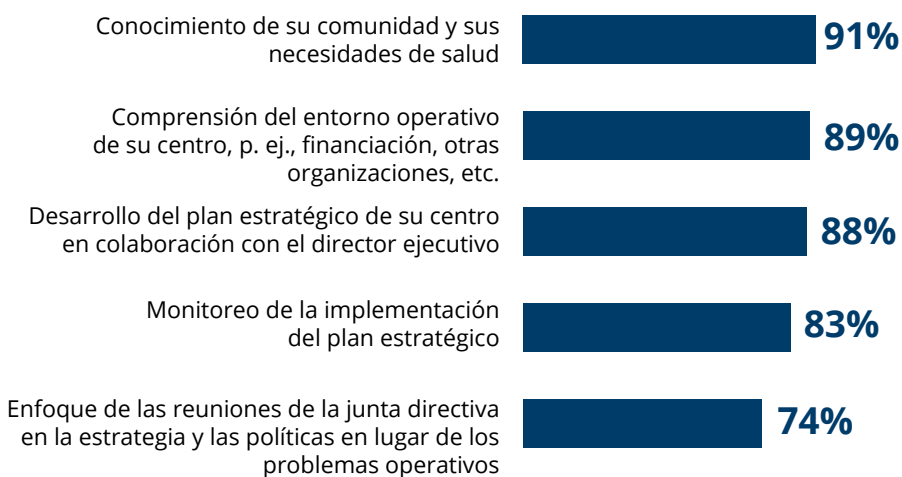 Conocimiento de su comunidad y sus
necesidades de salud
91%
Comprensión del entorno operativo
de su centro, p. ej., financiación, otras
organizaciones, etc.
89%
Desarrollo del plan estratégico de su centro
en colaboración con el director ejecutivo
88%
Monitoreo de la implementación
del plan estratégico
83%
Enfoque de las reuniones de la junta directiva
en la estrategia y las políticas en lugar de los
problemas operativos
74%